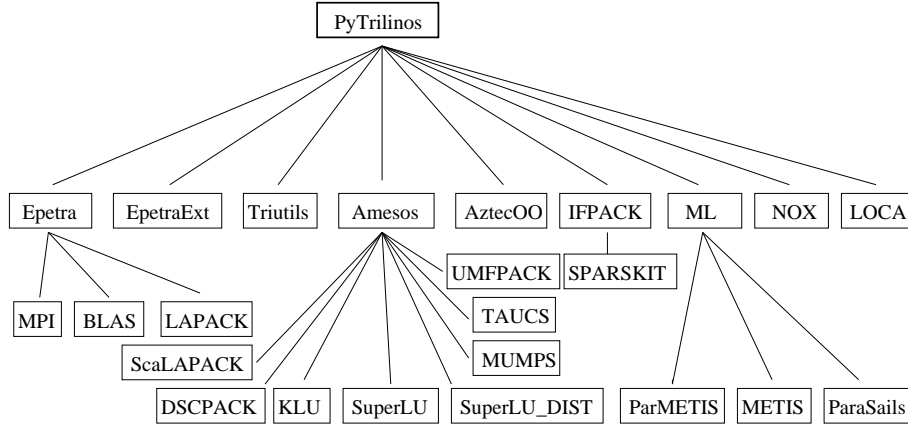 PyTrilinos
Epetra
EpetraExt
Triutils
Amesos
AztecOO
IFPACK
ML
NOX
LOCA
UMFPACK
SPARSKIT
MPI
BLAS
LAPACK
TAUCS
ScaLAPACK
MUMPS
DSCPACK
KLU
SuperLU
SuperLU_DIST
ParMETIS
METIS
ParaSails